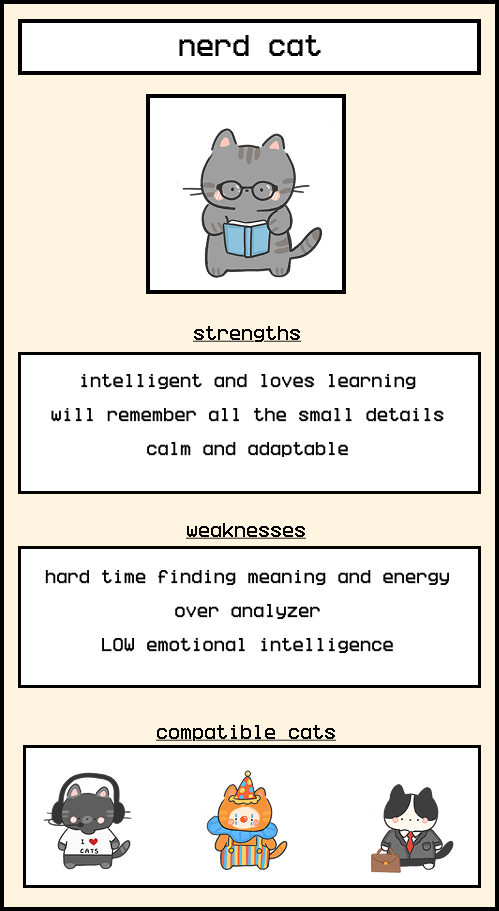 nerd cat
strengths
intelligent and loves learning
will remember all the small details
calm and adaptable
weaknesses
hard time finding meaning and energy
over analyzer
LOW emotional intelligence
compatible cats
I ❤
CATS